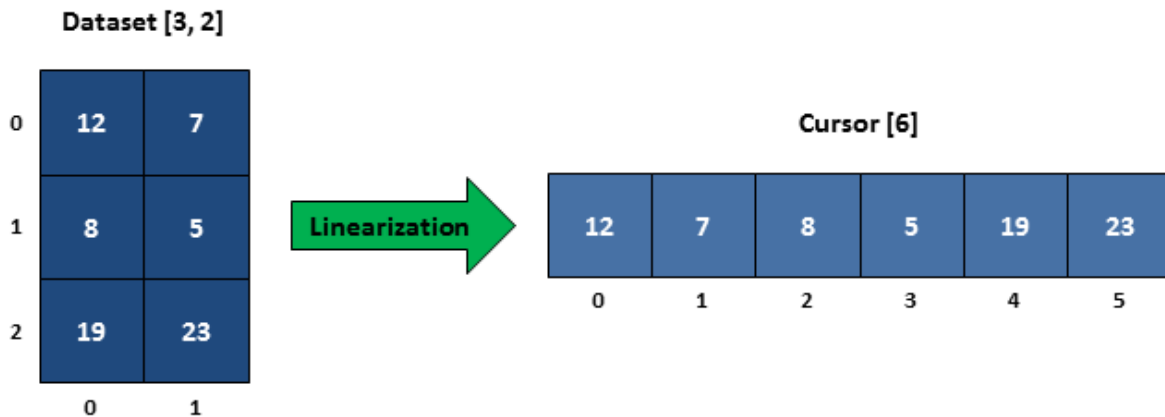 Dataset [3, 2]
0 12 7
1 8 5
2 19 23
0 1
Linearization
Cursor [6]
12 7 8 5 19 23
0 1 2 3 4 5